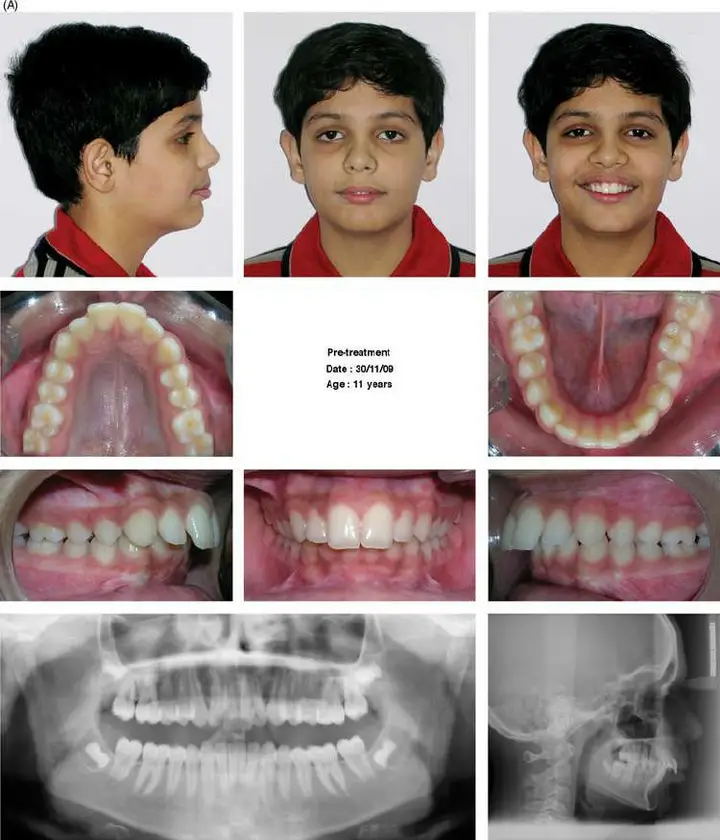 (A)
Pre-treatment
Date : 30/11/09
Age : 11 years